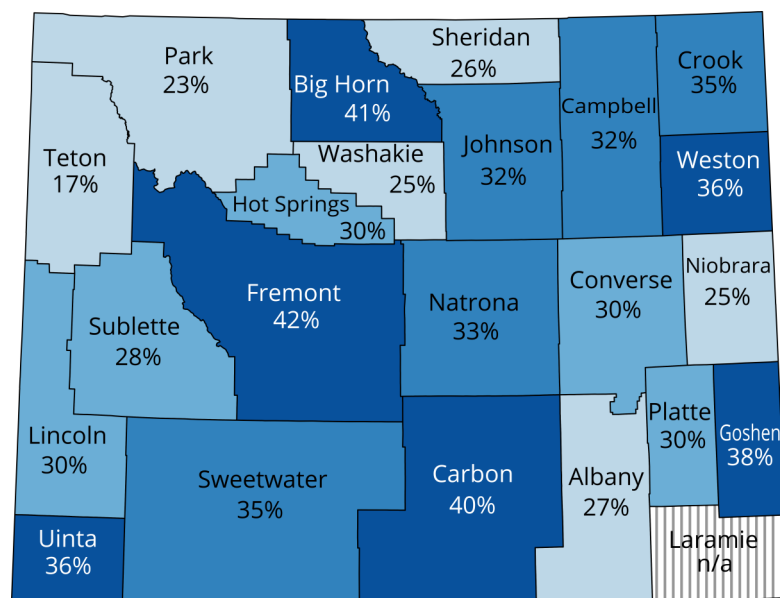 Park
23%
Sheridan
26%
Big Horn
41%
Crook
35%
Campbell
32%
Johnson
32%
Teton
17%
Washakie
25%
Weston
36%
Hot Springs
30%
Fremont
42%
Natrona
33%
Converse
30%
Niobrara
25%
Sublette
28%
Lincoln
30%
Platte
30%
Goshen
38%
Sweetwater
35%
Carbon
40%
Albany
27%
Uinta
36%
Laramie
n/a